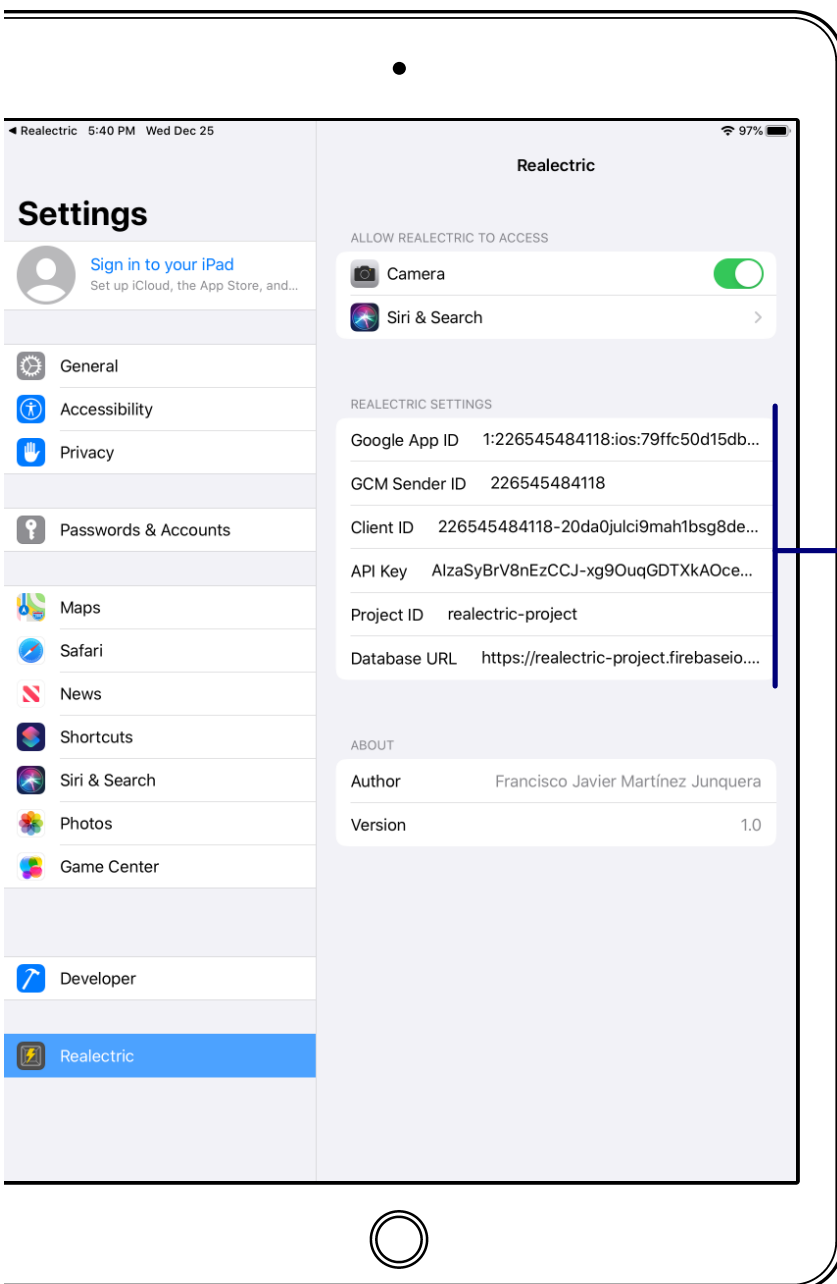 Realectric 5:40 PM Wed Dec 25
97%
Settings
Sign in to your iPad
Set up iCloud, the App Store, and...
General
Accessibility
Privacy
Passwords & Accounts
Maps
Safari
News
Shortcuts
Siri & Search
Photos
Game Center
Developer
Realectric
Realectric
ALLOW REALECTRIC TO ACCESS
Camera
Siri & Search
REALECTRIC SETTINGS
Google App ID 1:226545484118:ios:79ffc50d15db...
GCM Sender ID 226545484118
Client ID 226545484118-20da0julci9mah1bsg8de...
API Key AIzaSyBrV8nEzCCJ-xg9OuqGDTXkAOce...
Project ID realectric-project
Database URL https://realectric-project.firebaseio....
ABOUT
Author Francisco Javier Martínez Junquera
Version 1.0